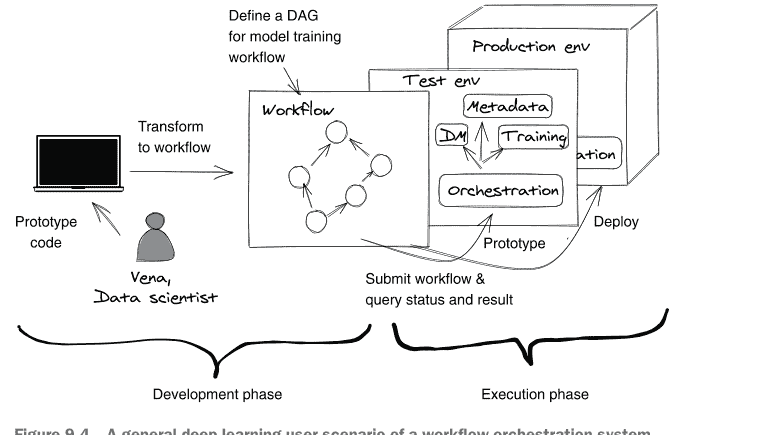 Define a DAG
for model training
workflow
Production env
Test env
Workflow
Metadata
DM
Training
ation
Orchestration
Transform
to workflow
Prototype
code
Vena,
Data scientist
Prototype
Deploy
Submit workflow &
query status and result
Development phase
Execution phase
Figure 9.4 A general deep learning user scenario of a workflow orchestration system